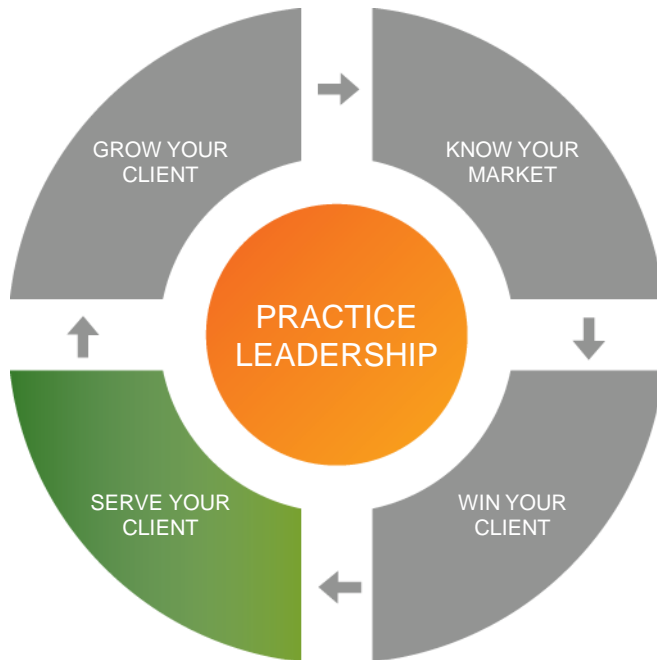 GROW YOUR
CLIENT
KNOW YOUR
MARKET
PRACTICE
LEADERSHIP
SERVE YOUR
CLIENT
WIN YOUR
CLIENT